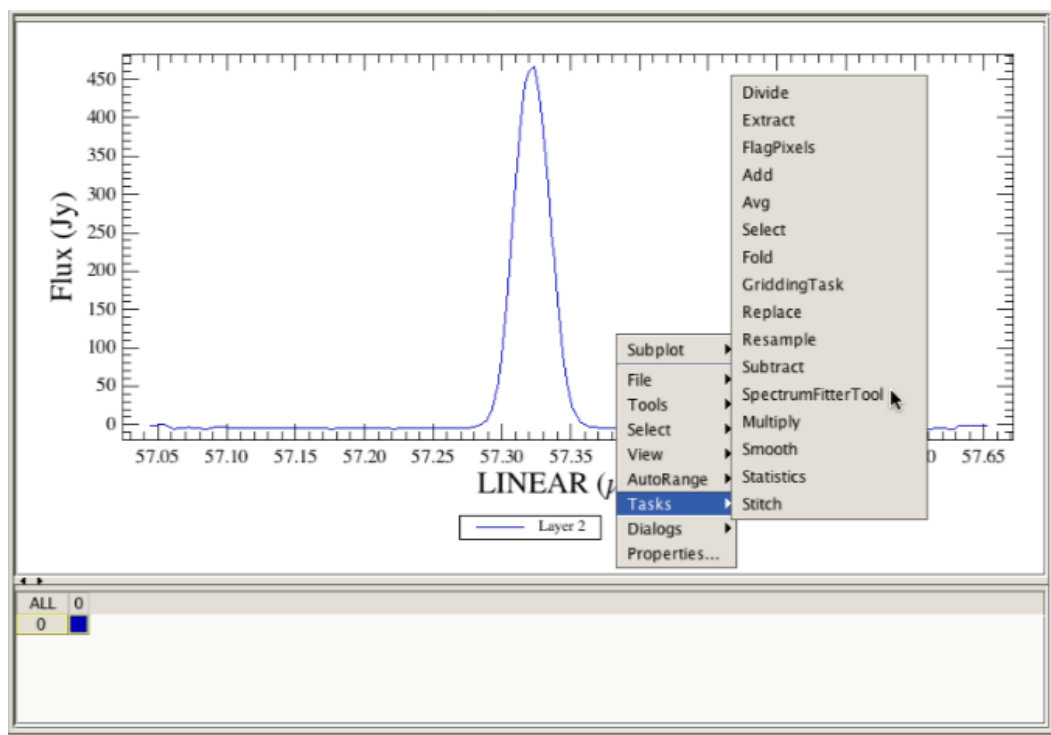 450
400
350
300
250
200
150
100
50
0
Flux (Jy)
57.05 57.10 57.15 57.20 57.25 57.30 57.35 0 57.65
LINEAR (μ
Layer 2
Subplot
File
Tools
Select
View
AutoRange
Tasks
Dialogs
Properties...
Divide
Extract
FlagPixels
Add
Avg
Select
Fold
GriddingTask
Replace
Resample
Subtract
SpectrumFitterTool
Multiply
Smooth
Statistics
Stitch
ALL 0
0